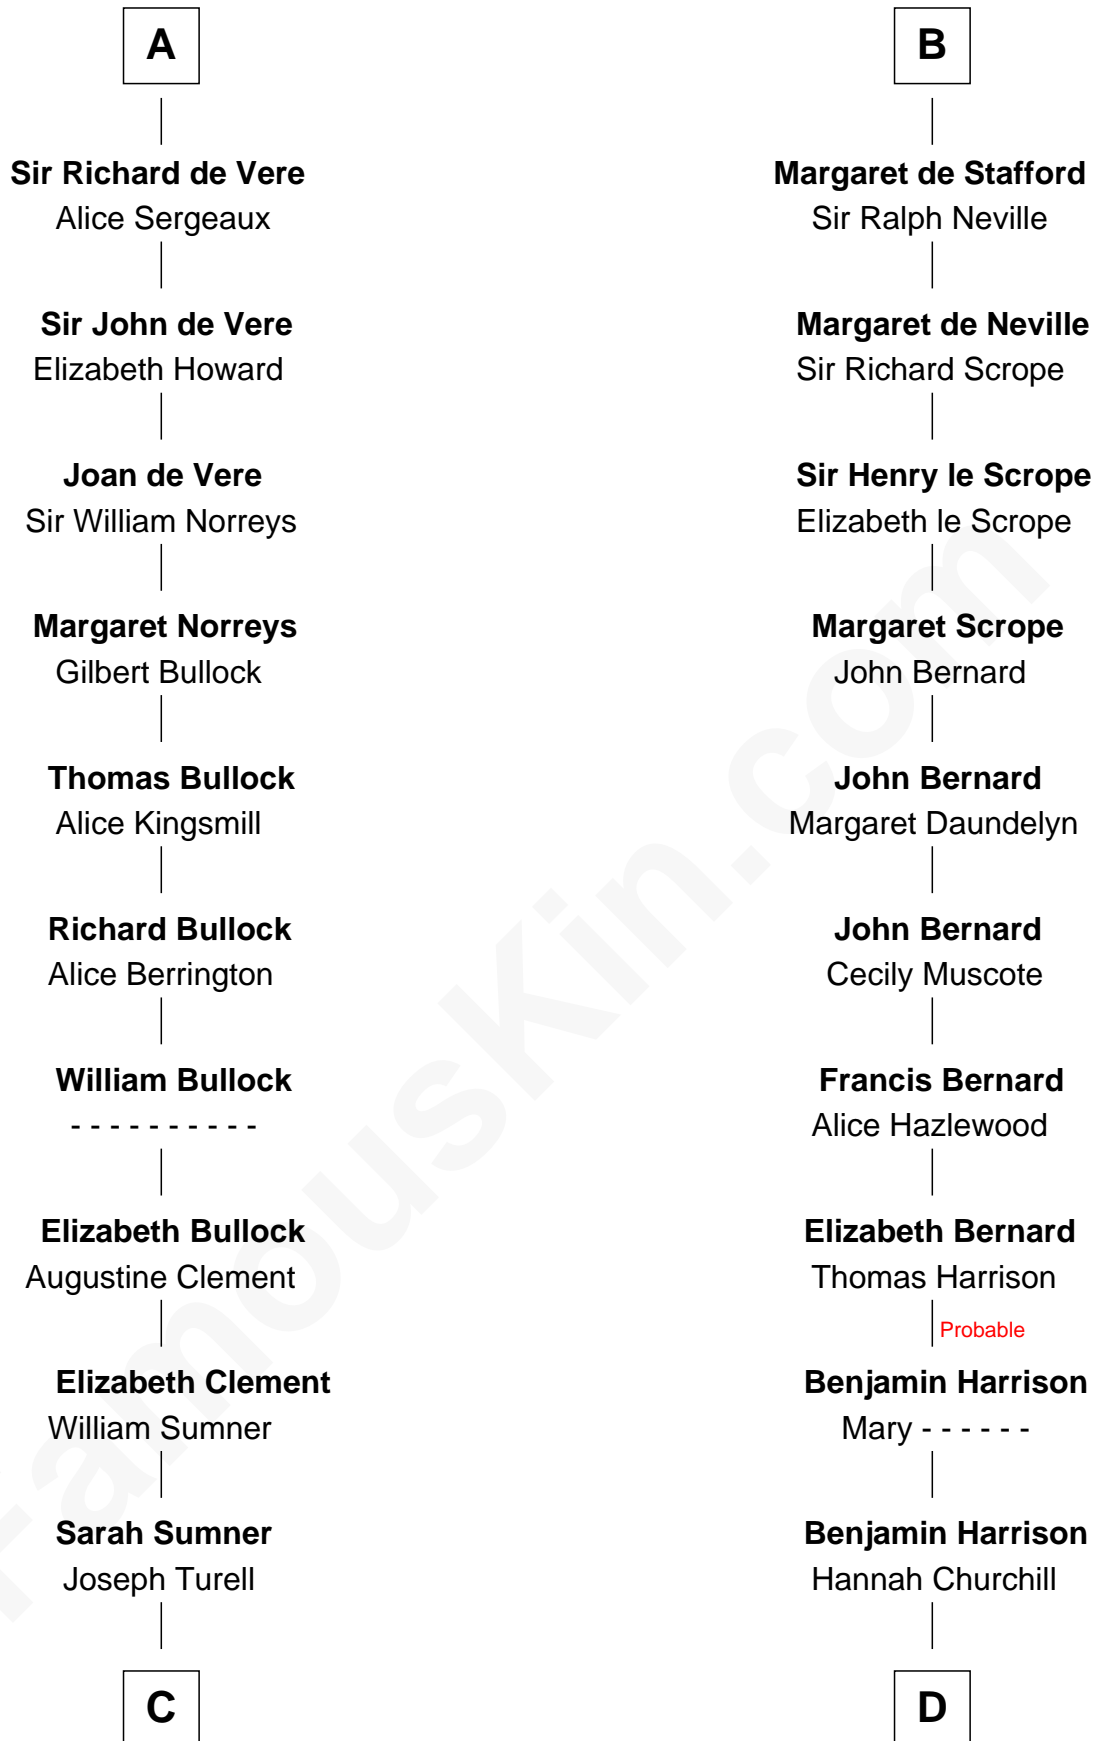 A
Sir Richard de Vere
Alice Sergeaux
Sir John de Vere
Elizabeth Howard
Joan de Vere
Sir William Norreys
Margaret Norreys
Gilbert Bullock
Thomas Bullock
Alice Kingsmill
Richard Bullock
Alice Berrington
William Bullock
- - - - - - - - - -
Elizabeth Bullock
Augustine Clement
Elizabeth Clement
William Sumner
Sarah Sumner
Joseph Turell
C
B
Margaret de Stafford
Sir Ralph Neville
Margaret de Neville
Sir Richard Scrope
Sir Henry le Scrope
Elizabeth le Scrope
Margaret Scrope
John Bernard
John Bernard
Margaret Daundelyn
John Bernard
Cecily Muscote
Francis Bernard
Alice Hazlewood
Elizabeth Bernard
Thomas Harrison
Probable
Benjamin Harrison
Mary - - - - - -
Benjamin Harrison
Hannah Churchill
D
FamousKin.com